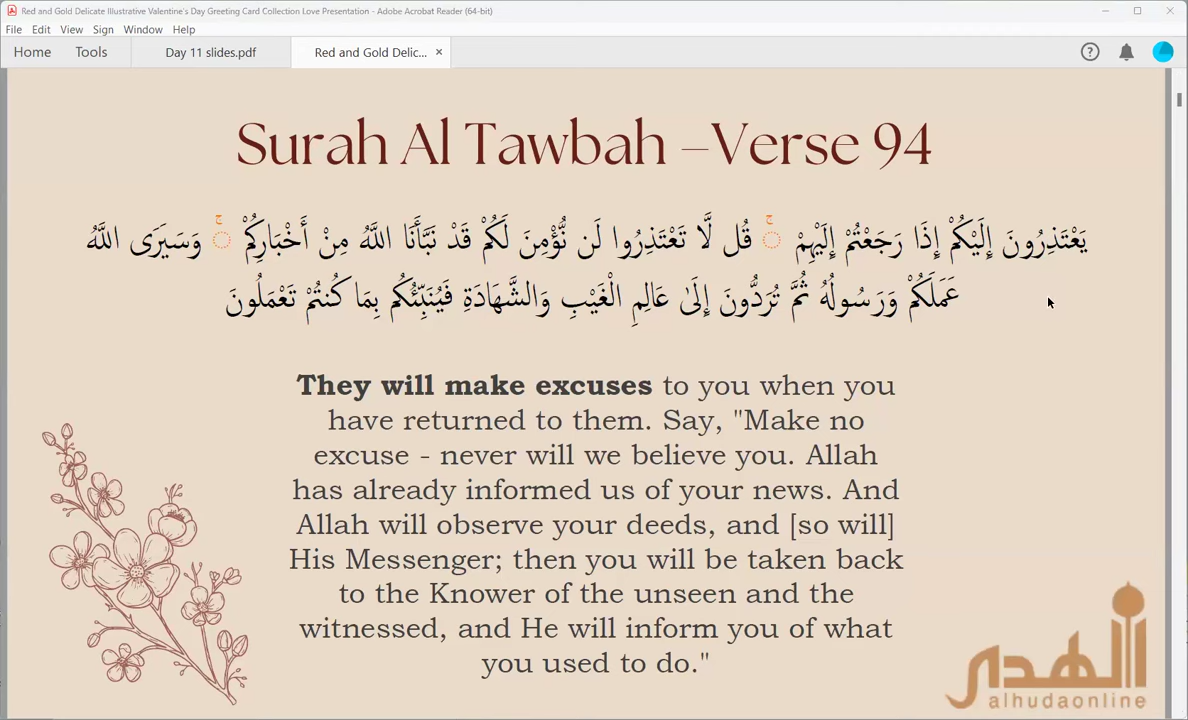 Red and Gold Delicate Illustrative Valentine's Day Greeting Card Collection Love Presentation - Adobe Acrobat Reader (64-bit)
File Edit View Sign Window Help
Home Tools Day 11 slides.pdf Red and Gold Delic... ×
Surah Al Tawbah –Verse 94
يَعْتَذِرُونَ إِلَيْكُمْ إِذَا رَجَعْتُمْ إِلَيْهِمْ ۚ قُل لَّا تَعْتَذِرُوا لَن نُّؤْمِنَ لَكُمْ قَدْ نَبَّأَنَا اللَّهُ مِنْ أَخْبَارِكُمْ ۚ وَسَيَرَى اللَّهُ
عَمَلَكُمْ وَرَسُولُهُ ثُمَّ تُرَدُّونَ إِلَىٰ عَالِمِ الْغَيْبِ وَالشَّهَادَةِ فَيُنَبِّئُكُم بِمَا كُنتُمْ تَعْمَلُونَ
They will make excuses to you when you
have returned to them. Say, "Make no
excuse - never will we believe you. Allah
has already informed us of your news. And
Allah will observe your deeds, and [so will]
His Messenger; then you will be taken back
to the Knower of the unseen and the
witnessed, and He will inform you of what
you used to do."
الهدى
alhudaonline